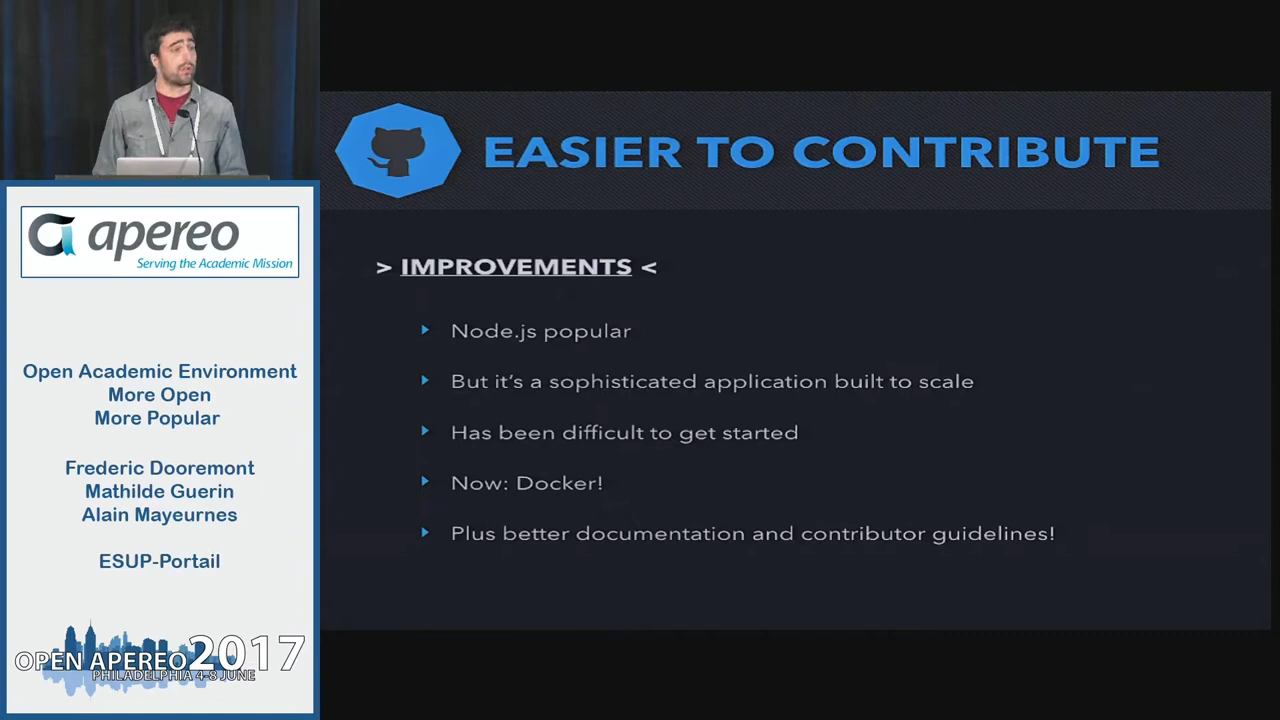 apereo
Serving the Academic Mission
Open Academic Environment
More Open
More Popular
Frederic Dooremont
Mathilde Guerin
Alain Mayeurnes
ESUP-Portail
OPEN APEREO 2017
PHILADELPHIA 4-8 JUNE
EASIER TO CONTRIBUTE
> IMPROVEMENTS <
Node.js popular
But it's a sophisticated application built to scale
Has been difficult to get started
Now: Docker!
Plus better documentation and contributor guidelines!